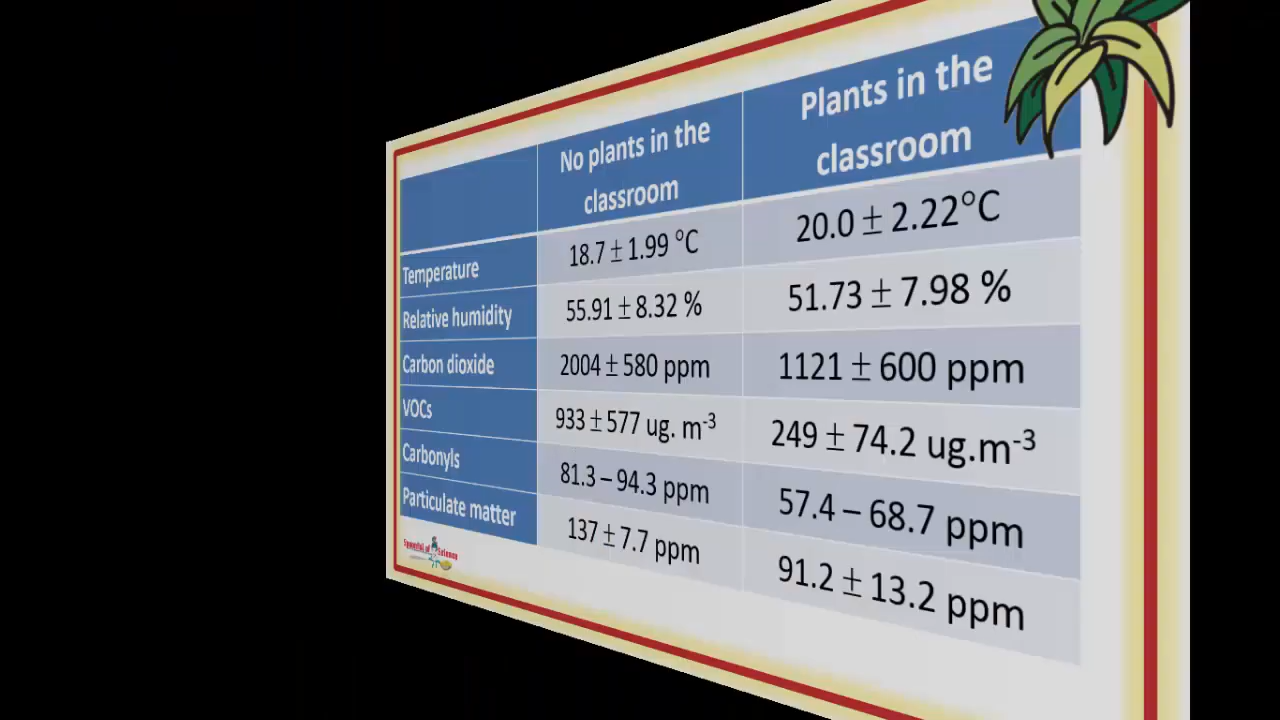 No plants in the
classroom
Plants in the
classroom
Temperature
18.7 ± 1.99 °C
20.0 ± 2.22°C
Relative humidity
55.91 ± 8.32 %
51.73 ± 7.98 %
Carbon dioxide
2004 ± 580 ppm
1121 ± 600 ppm
VOCs
933 ± 577 ug. m⁻³
249 ± 74.2 ug.m⁻³
Carbonyls
81.3 – 94.3 ppm
57.4 – 68.7 ppm
Particulate matter
137 ± 7.7 ppm
91.2 ± 13.2 ppm
Spoonful of Science